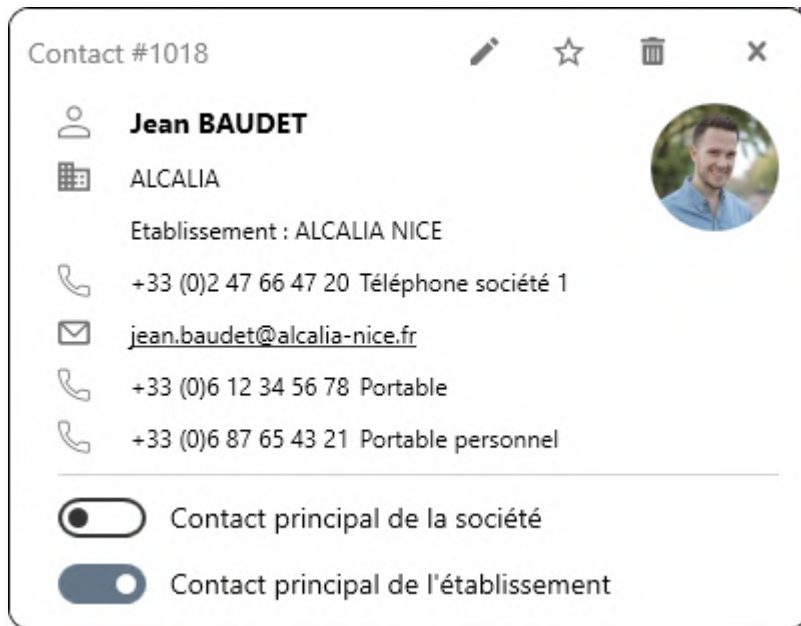 Contact #1018
Jean BAUDET
ALCALIA
Etablissement : ALCALIA NICE
+33 (0)2 47 66 47 20 Téléphone société 1
jean.baudet@alcalia-nice.fr
+33 (0)6 12 34 56 78 Portable
+33 (0)6 87 65 43 21 Portable personnel
Contact principal de la société
Contact principal de l'établissement